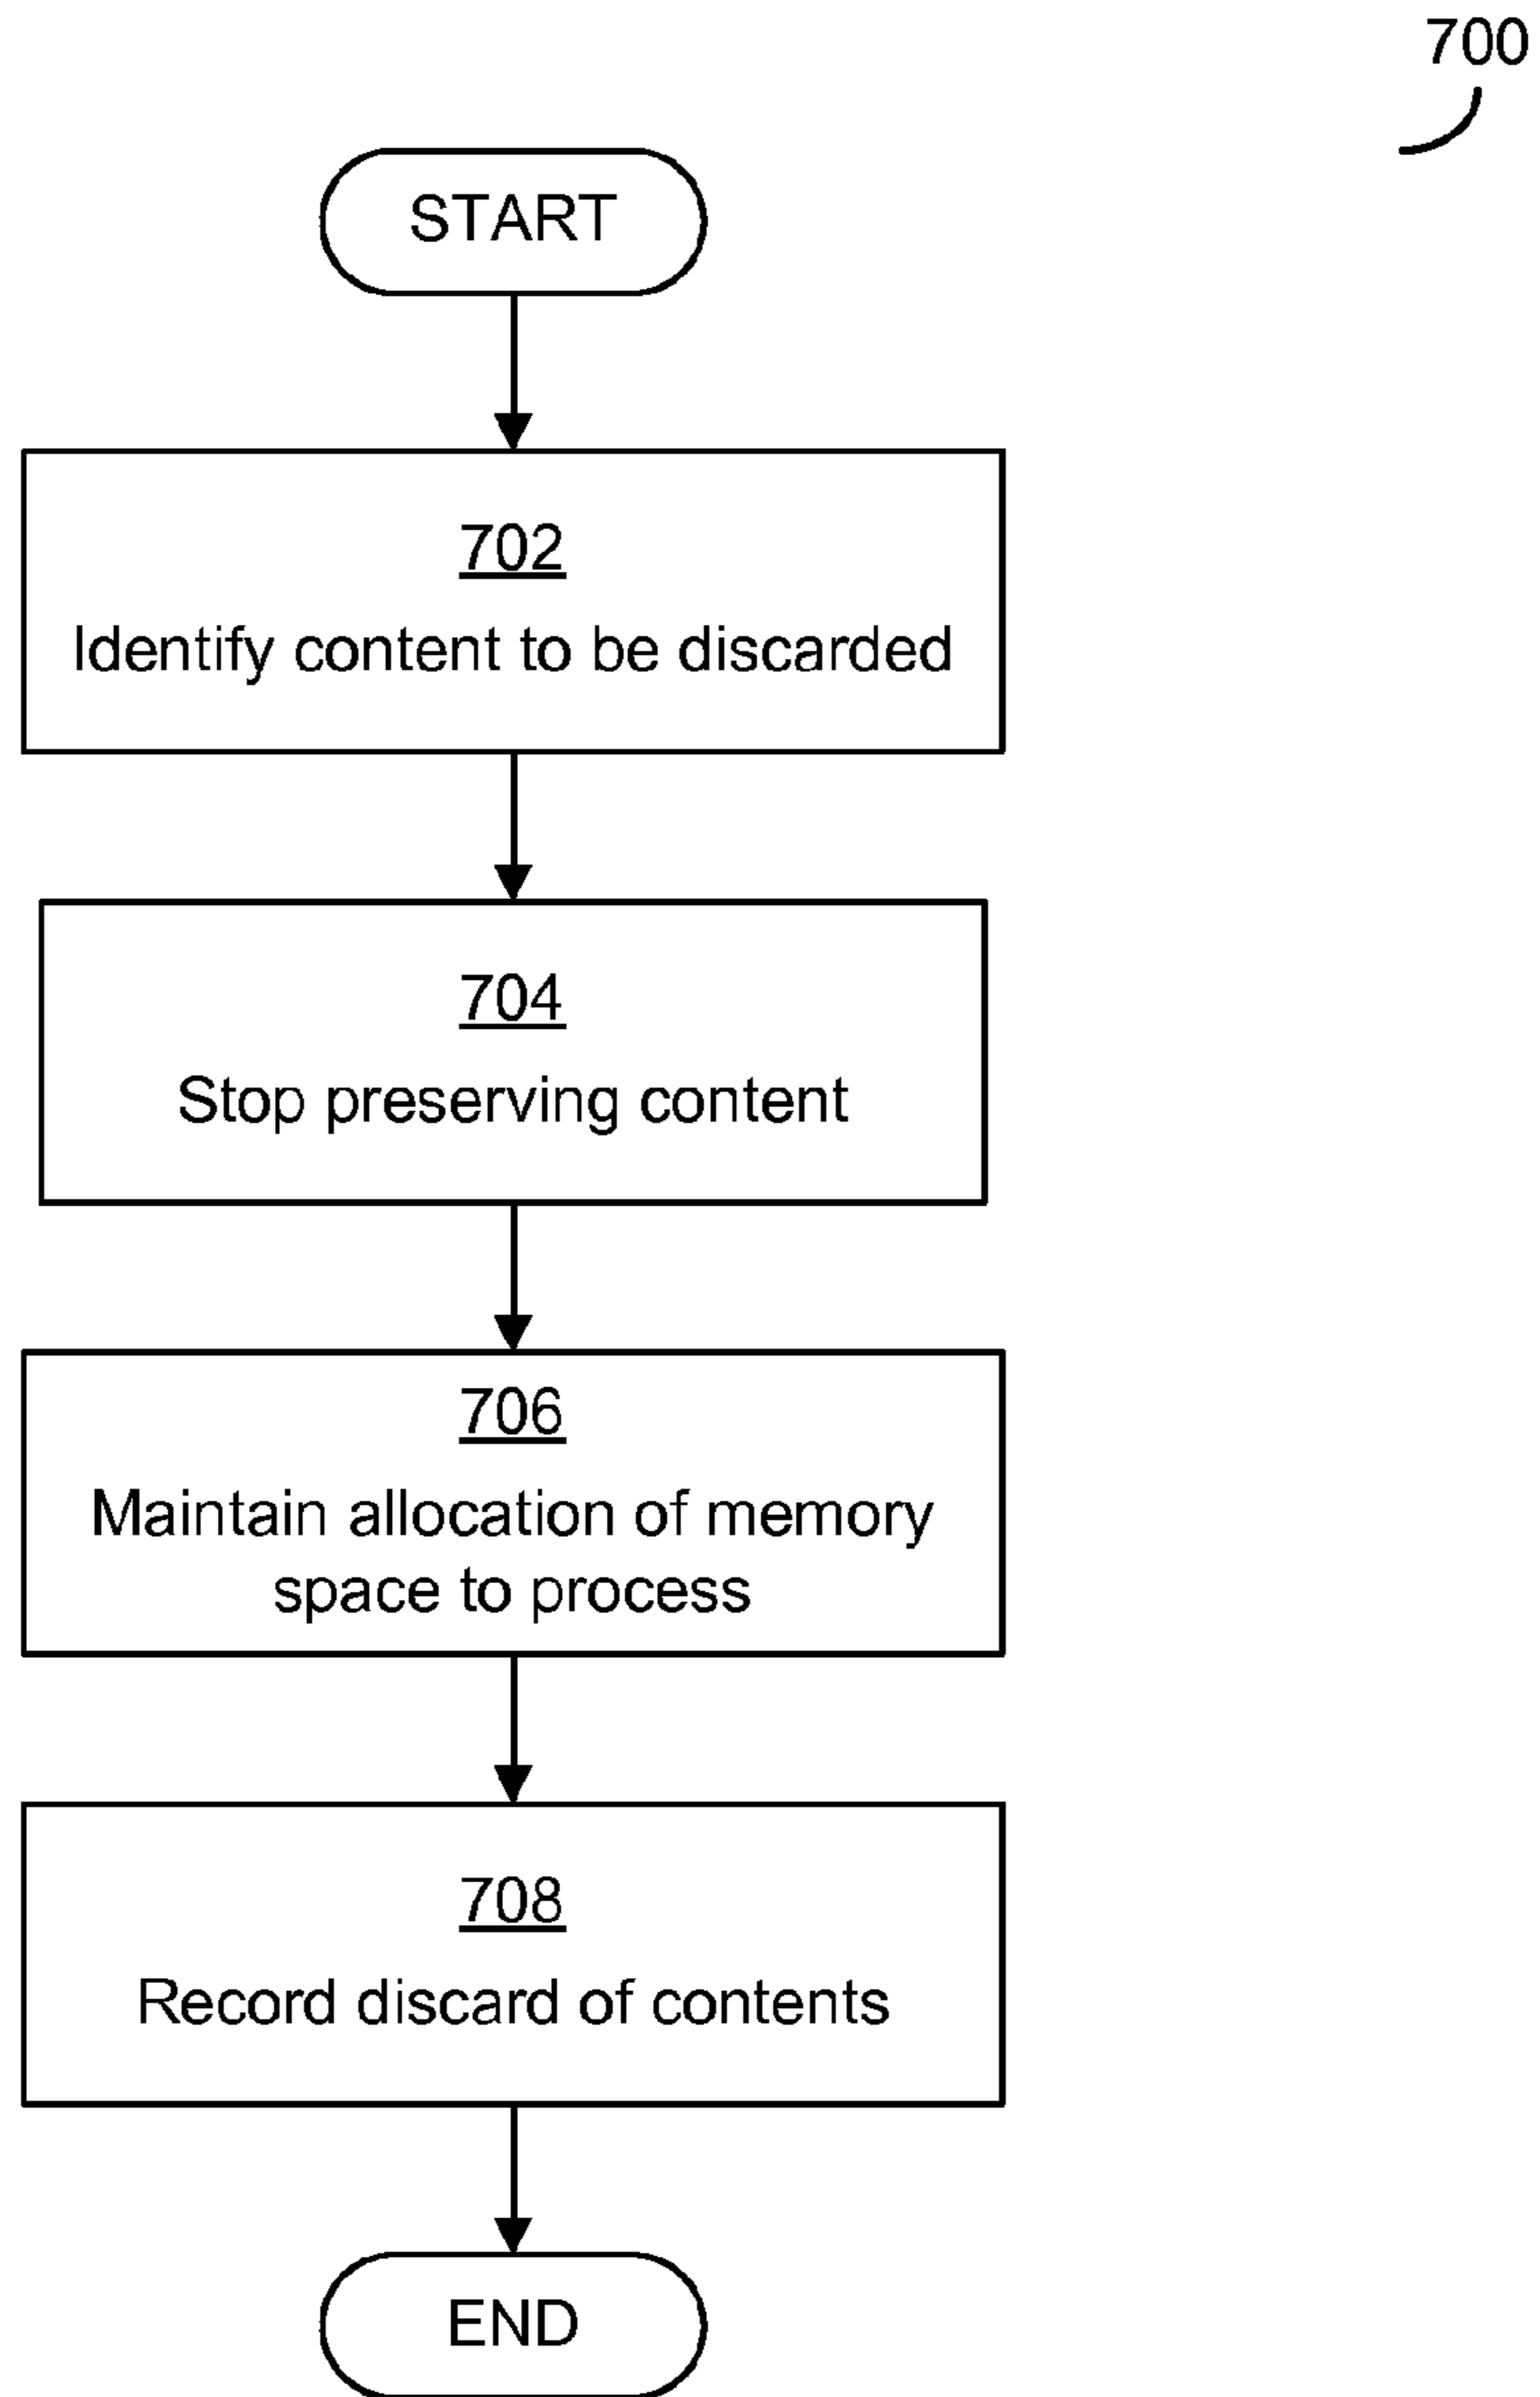 700
START
702
Identify content to be discarded
704
Stop preserving content
706
Maintain allocation of memory
space to process
708
Record discard of contents
END